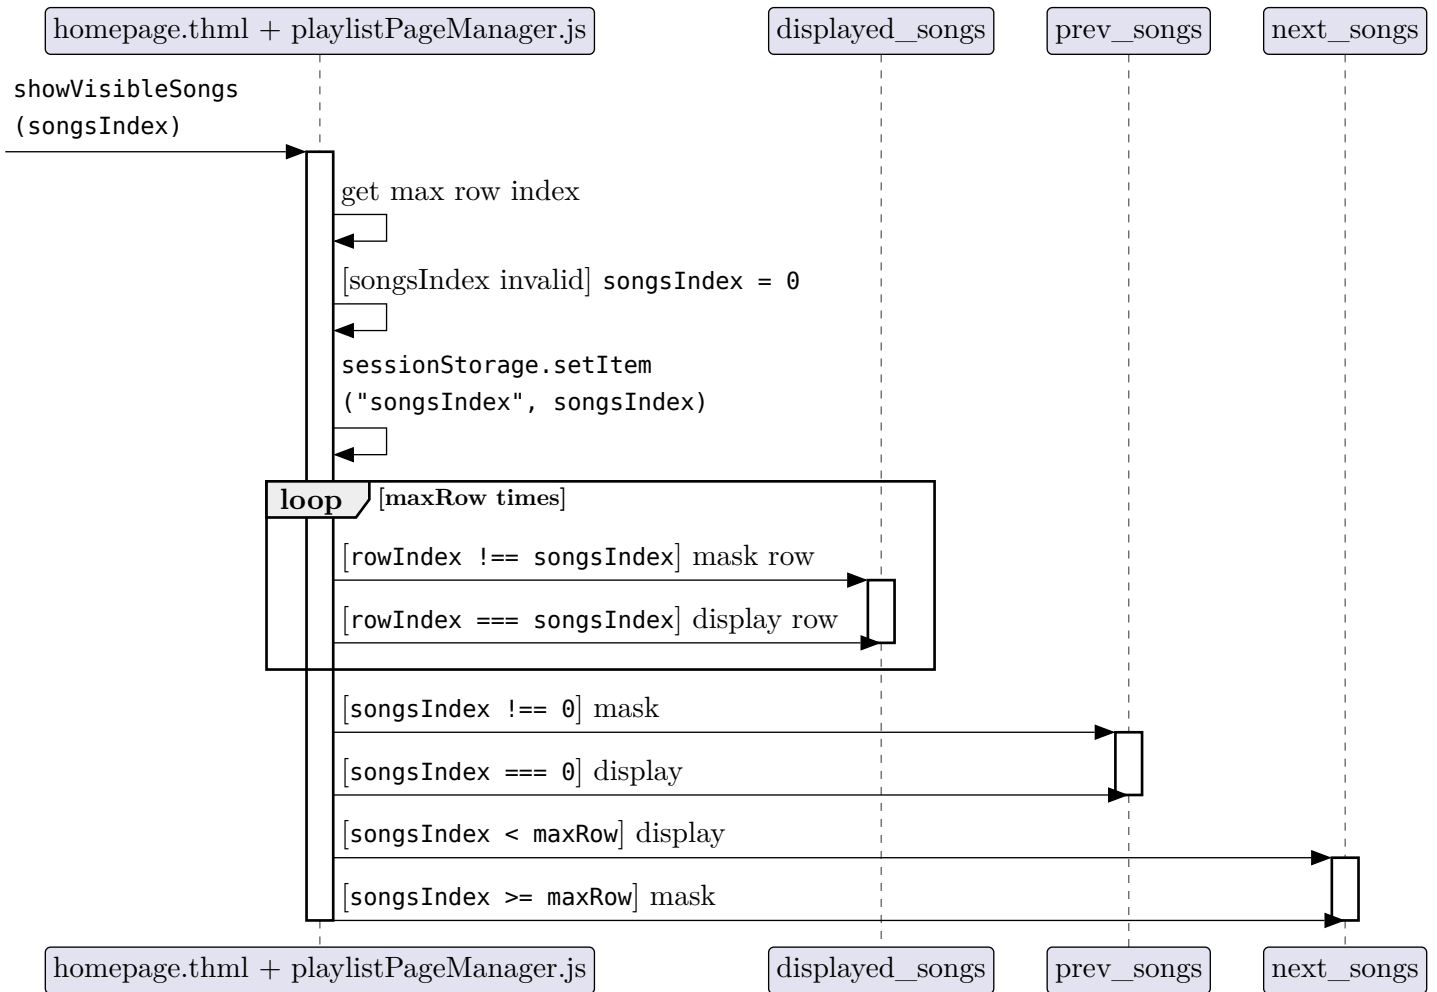 homepage.thml + playlistPageManager.js
displayed_songs
prev_songs
next_songs
showVisibleSongs
(songsIndex)
get max row index
[songsIndex invalid] songsIndex = 0
sessionStorage.setItem
("songsIndex", songsIndex)
loop
[maxRow times]
[rowIndex !== songsIndex] mask row
[rowIndex === songsIndex] display row
[songsIndex !== 0] mask
[songsIndex === 0] display
[songsIndex < maxRow] display
[songsIndex >= maxRow] mask
homepage.thml + playlistPageManager.js
displayed_songs
prev_songs
next_songs